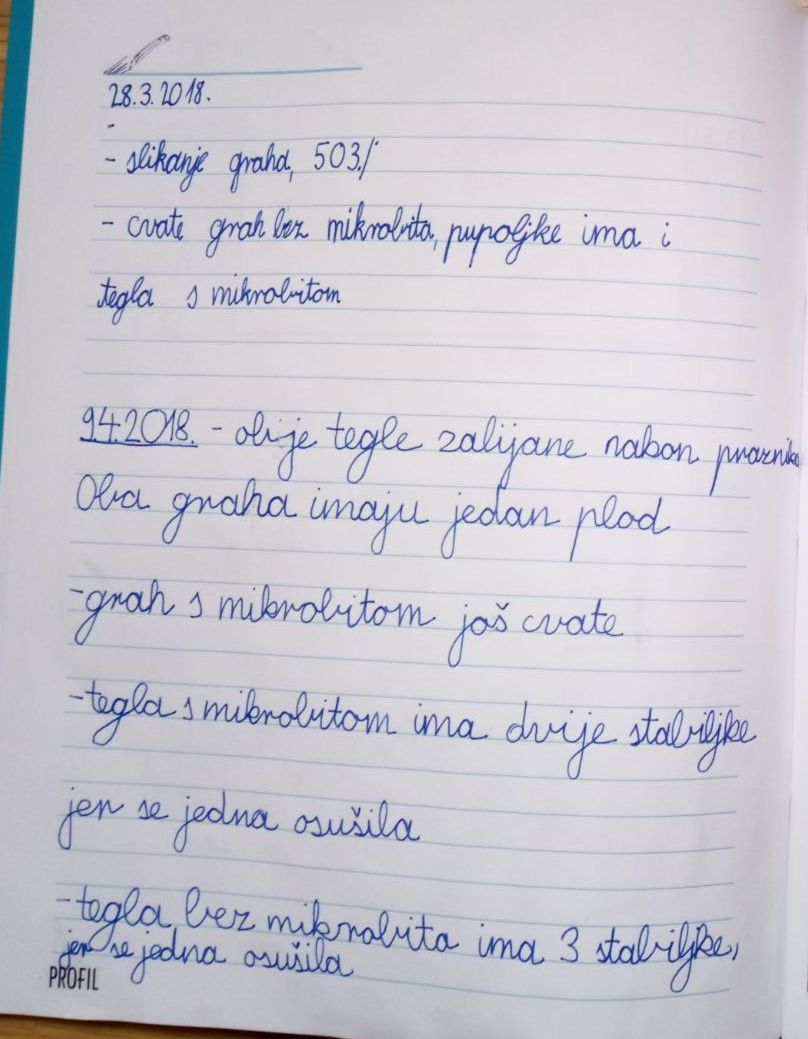 28.3.2018.
-
- slikanje graha, 503./
- cvate grah bez mikrobita, pupoljke ima i
tegla s mikrobitom
9.4.2018. - obje tegle zalijane nakon praznika
Oba graha imaju jedan plod
- grah s mikrobitom još cvate
- tegla s mikrobitom ima dvije stabiljke
jer se jedna osušila
- tegla bez mikrobita ima 3 stabiljke,
jer se jedna osušila
PROFIL